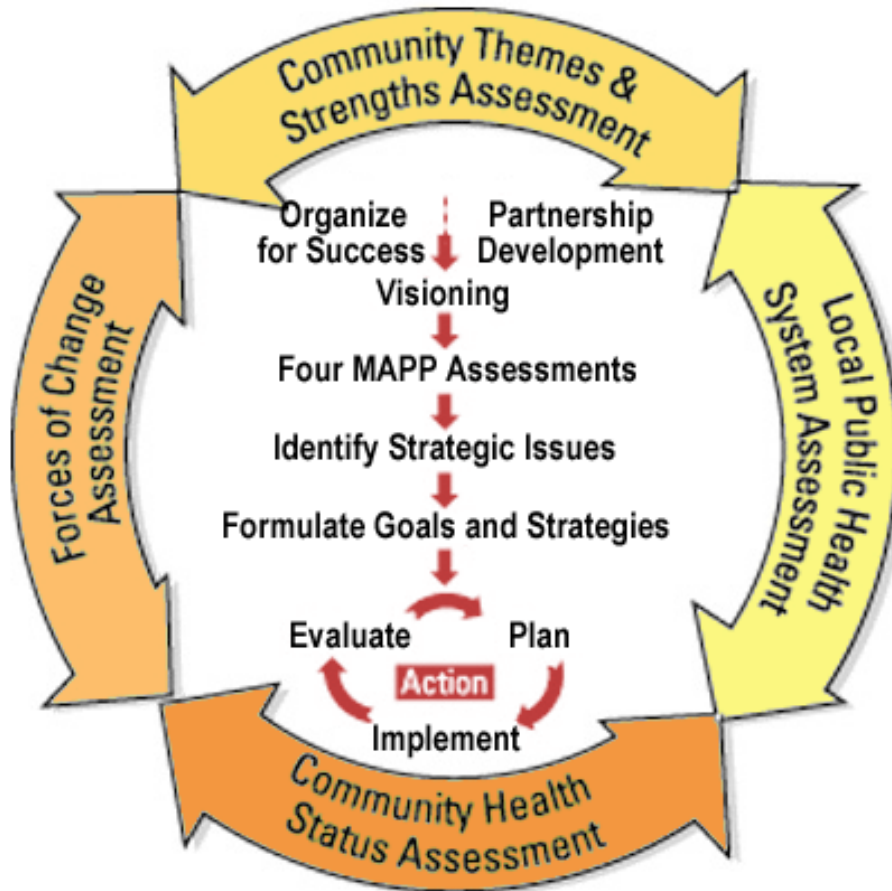 Community Themes &
Strengths Assessment
Organize
for Success
Partnership
Development
Visioning
Four MAPP Assessments
Identify Strategic Issues
Formulate Goals and Strategies
Evaluate
Plan
Action
Implement
Forces of Change
Assessment
Local Public Health
System Assessment
Community Health
Status Assessment